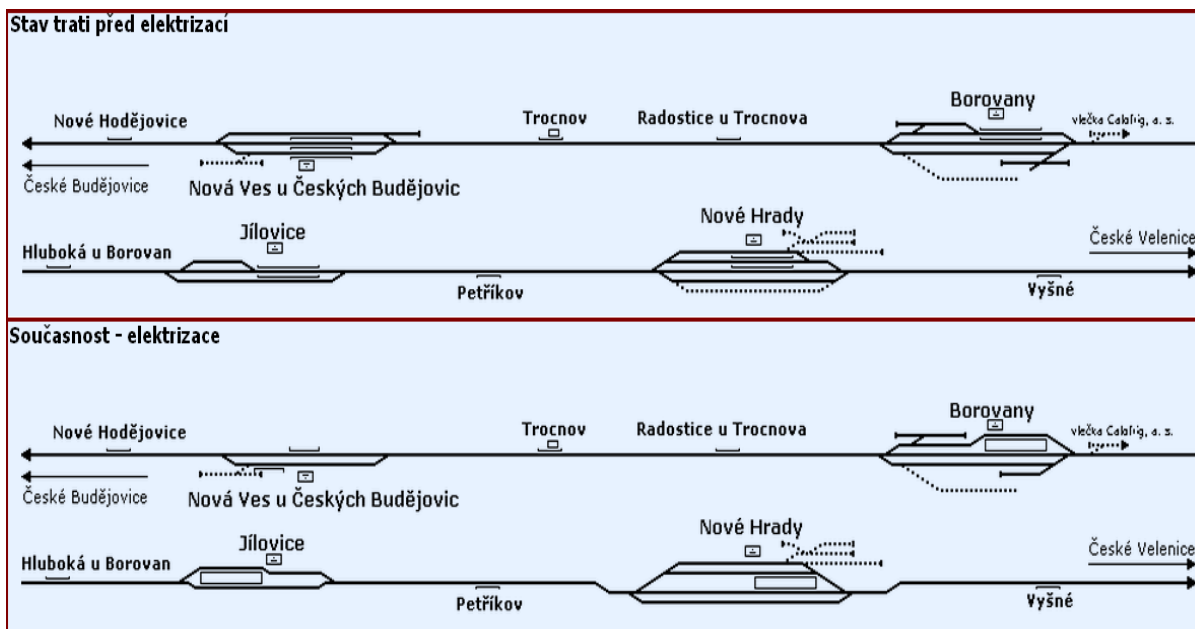 Stav trati před elektrizací
Nové Hodějovice
Trocnov
Radostice u Trocnova
Borovany
vlečka Calofrig, a. s.
České Budějovice
Nová Ves u Českých Budějovic
Hluboká u Borovan
Jílovice
Petříkov
Nové Hrady
České Velenice
Vyšné
Současnost - elektrizace
Nové Hodějovice
Trocnov
Radostice u Trocnova
Borovany
vlečka Calofrig, a. s.
České Budějovice
Nová Ves u Českých Budějovic
Hluboká u Borovan
Jílovice
Petříkov
Nové Hrady
České Velenice
Vyšné